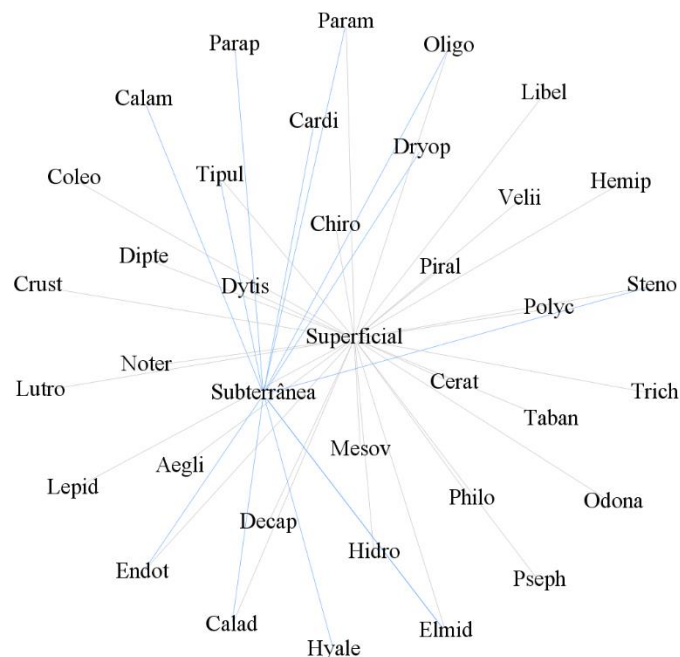 Param
Parap
Oligo
Calam
Libel
Cardi
Dryop
Tipul
Coleo
Hemip
Velii
Chiro
Dipte
Piral
Crust
Dytis
Steno
Polyc
Superficial
Noter
Lutro
Subterrânea
Cerat
Trich
Taban
Mesov
Aegli
Lepid
Philo
Odona
Decap
Hidro
Endot
Pseph
Calad
Elmid
Hyale